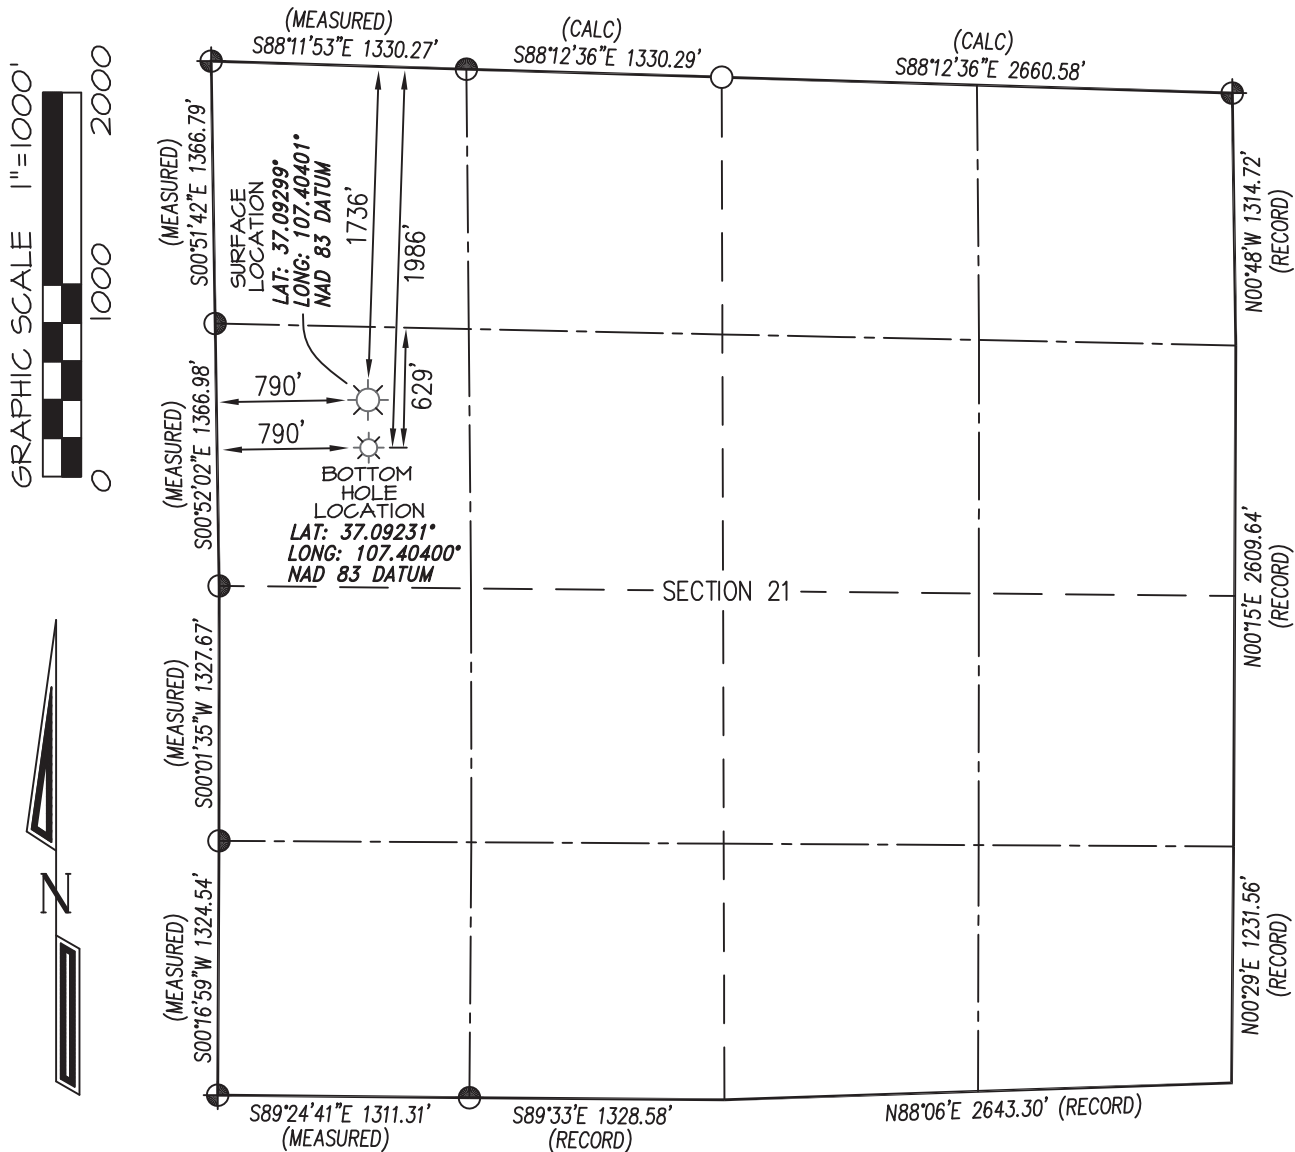 (MEASURED)
S88°11'53"E 1330.27'
(CALC)
S88°12'36"E 1330.29'
(CALC)
S88°12'36"E 2660.58'
GRAPHIC SCALE 1"=1000'
2000
1000
0
(MEASURED)
S00°51'42"E 1366.79'
SURFACE
LOCATION
LAT: 37.09299°
LONG: 107.40401°
NAD 83 DATUM
1736'
1986'
N00°48'W 1314.72'
(RECORD)
(MEASURED)
S00°52'02"E 1366.98'
790'
629'
790'
BOTTOM
HOLE
LOCATION
LAT: 37.09231°
LONG: 107.40400°
NAD 83 DATUM
SECTION 21
N00°15'E 2609.64'
(RECORD)
(MEASURED)
S00°01'35"W 1327.67'
N
(MEASURED)
S00°16'59"W 1324.54'
N00°29'E 1231.56'
(RECORD)
S89°24'41"E 1311.31'
(MEASURED)
S89°33'E 1328.58'
(RECORD)
N88°06'E 2643.30' (RECORD)